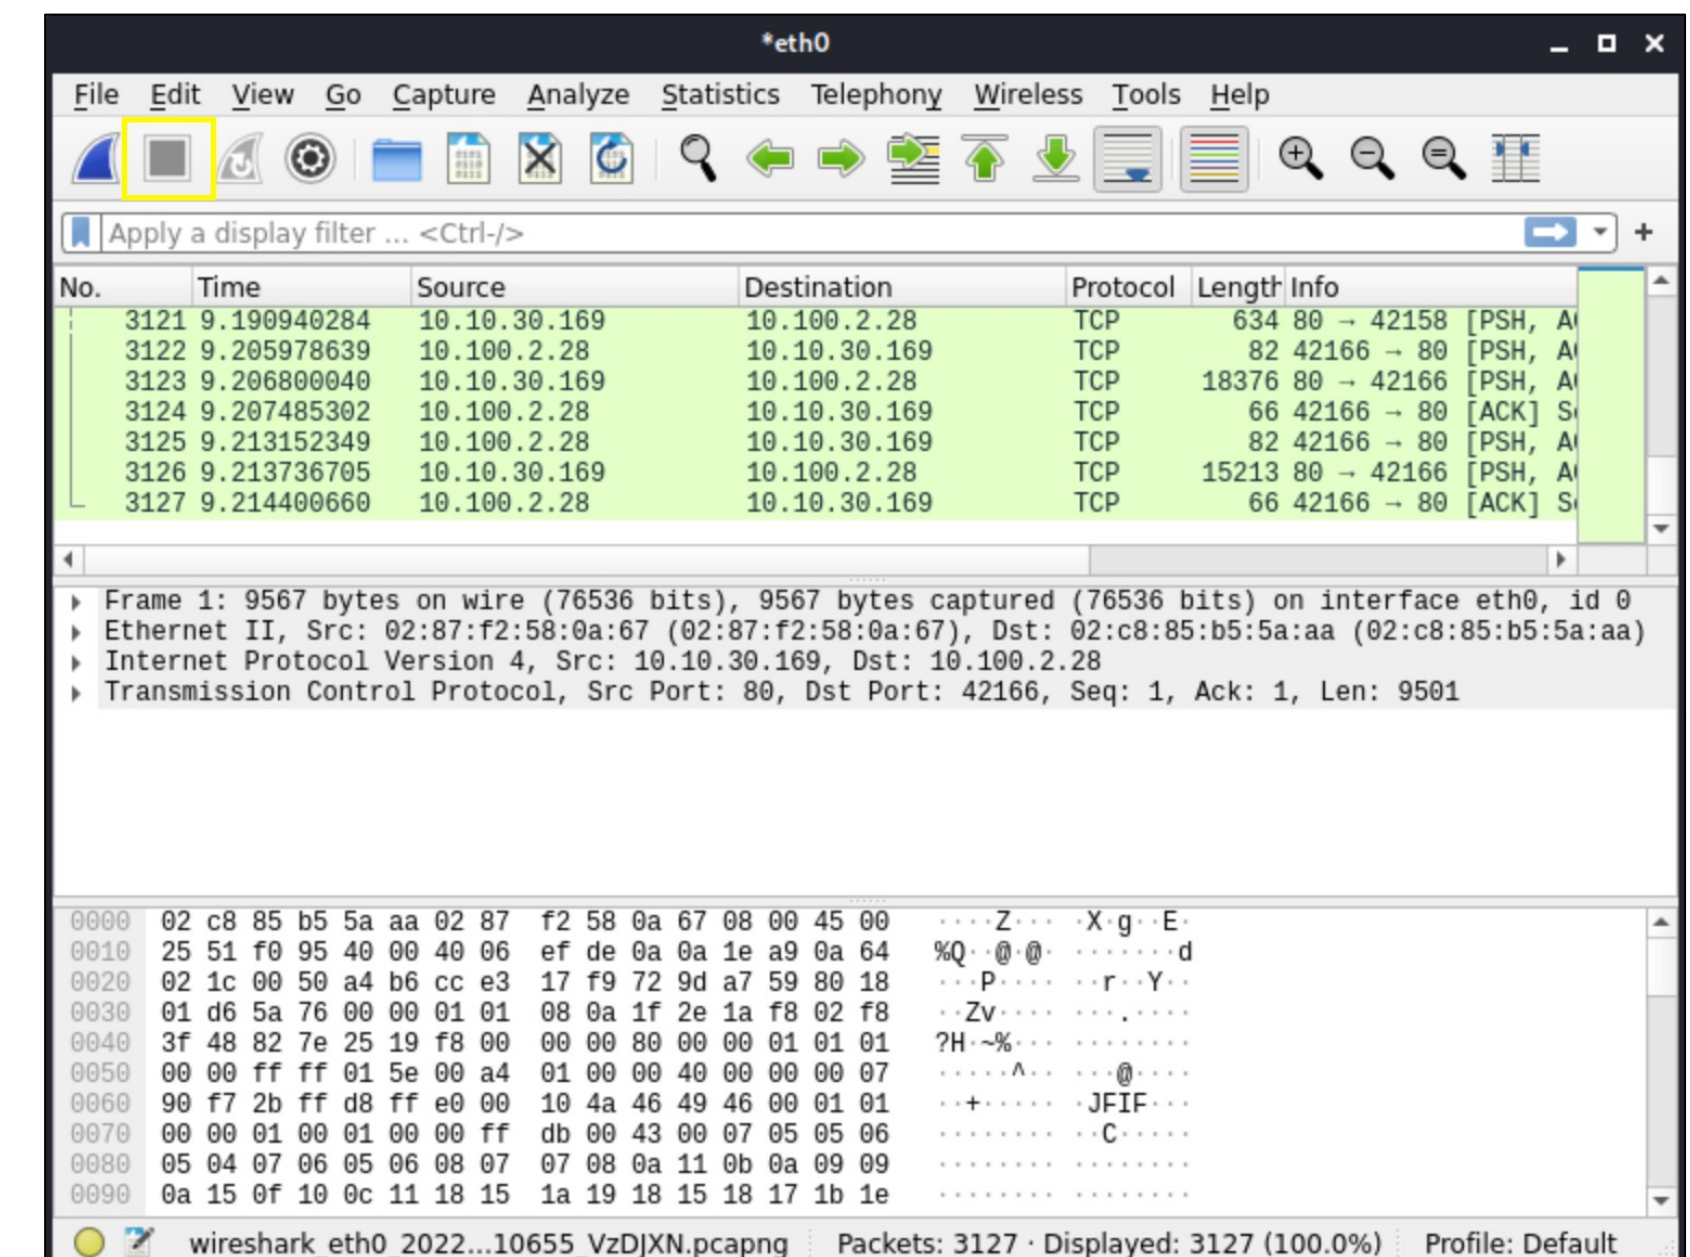 *eth0
File Edit View Go Capture Analyze Statistics Telephony Wireless Tools Help
Apply a display filter ... <Ctrl-/>
No. Time Source Destination Protocol Length Info
3121 9.190940284 10.10.30.169 10.100.2.28 TCP 634 80 → 42158 [PSH, A
3122 9.205978639 10.100.2.28 10.10.30.169 TCP 82 42166 → 80 [PSH, A
3123 9.206800040 10.10.30.169 10.100.2.28 TCP 18376 80 → 42166 [PSH, A
3124 9.207485302 10.100.2.28 10.10.30.169 TCP 66 42166 → 80 [ACK] S
3125 9.213152349 10.100.2.28 10.10.30.169 TCP 82 42166 → 80 [PSH, A
3126 9.213736705 10.10.30.169 10.100.2.28 TCP 15213 80 → 42166 [PSH, A
3127 9.214400660 10.100.2.28 10.10.30.169 TCP 66 42166 → 80 [ACK] S
Frame 1: 9567 bytes on wire (76536 bits), 9567 bytes captured (76536 bits) on interface eth0, id 0
Ethernet II, Src: 02:87:f2:58:0a:67 (02:87:f2:58:0a:67), Dst: 02:c8:85:b5:5a:aa (02:c8:85:b5:5a:aa)
Internet Protocol Version 4, Src: 10.10.30.169, Dst: 10.100.2.28
Transmission Control Protocol, Src Port: 80, Dst Port: 42166, Seq: 1, Ack: 1, Len: 9501
0000 02 c8 85 b5 5a aa 02 87 f2 58 0a 67 08 00 45 00 ····Z··· ·X·g··E·
0010 25 51 f0 95 40 00 40 06 ef de 0a 0a 1e a9 0a 64 %Q··@·@· ·······d
0020 02 1c 00 50 a4 b6 cc e3 17 f9 72 9d a7 59 80 18 ···P···· ··r··Y··
0030 01 d6 5a 76 00 00 01 01 08 0a 1f 2e 1a f8 02 f8 ··Zv···· ···.····
0040 3f 48 82 7e 25 19 f8 00 00 00 80 00 00 01 01 01 ?H·~%··· ········
0050 00 00 ff ff 01 5e 00 a4 01 00 00 40 00 00 00 07 ·····^·· ···@····
0060 90 f7 2b ff d8 ff e0 00 10 4a 46 49 46 00 01 01 ··+····· ·JFIF···
0070 00 00 01 00 01 00 00 ff db 00 43 00 07 05 05 06 ········ ··C·····
0080 05 04 07 06 05 06 08 07 07 08 0a 11 0b 0a 09 09 ········ ········
0090 0a 15 0f 10 0c 11 18 15 1a 19 18 15 18 17 1b 1e ········ ········
wireshark_eth0_2022...10655_VzDJXN.pcapng Packets: 3127 · Displayed: 3127 (100.0%) Profile: Default